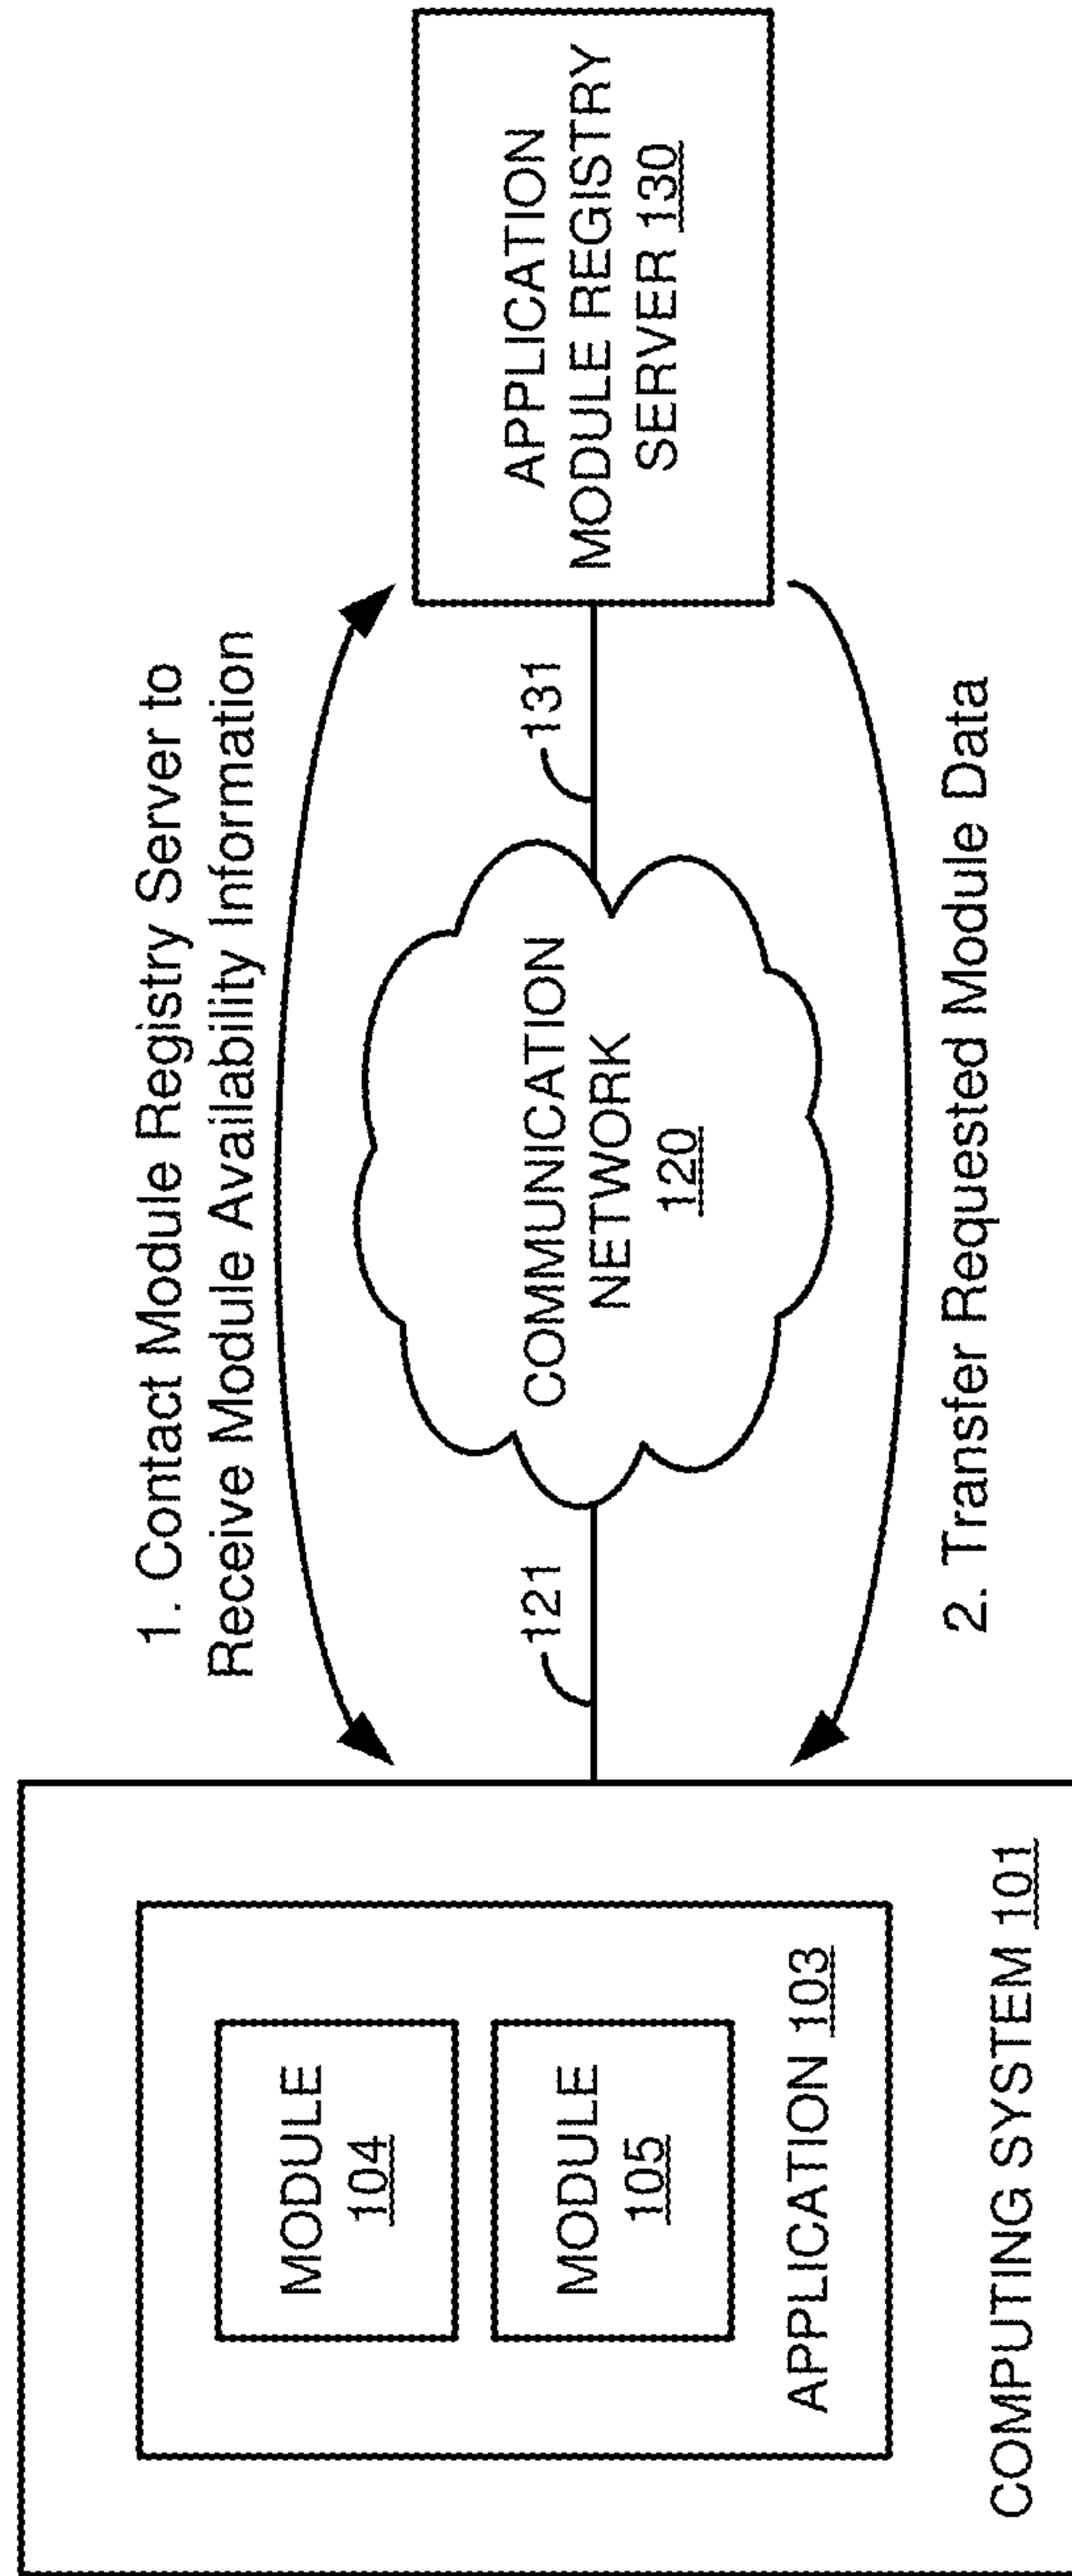 1. Contact Module Registry Server to
Receive Module Availability Information
MODULE
104
MODULE
105
APPLICATION 103
COMPUTING SYSTEM 101
121
COMMUNICATION
NETWORK
120
131
APPLICATION
MODULE REGISTRY
SERVER 130
2. Transfer Requested Module Data